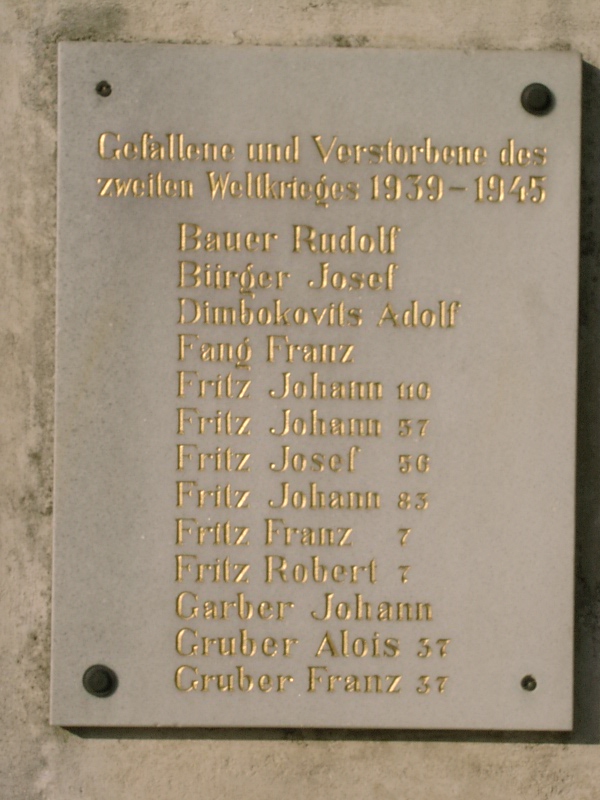 Gefallene und Verstorbene des
zweiten Weltkrieges 1939-1945
Bauer Rudolf
Bürger Josef
Dimbokovits Adolf
Fang Franz
Fritz Johann 110
Fritz Johann 57
Fritz Josef 56
Fritz Johann 83
Fritz Franz 7
Fritz Robert 7
Garber Johann
Gruber Alois 37
Gruber Franz 37